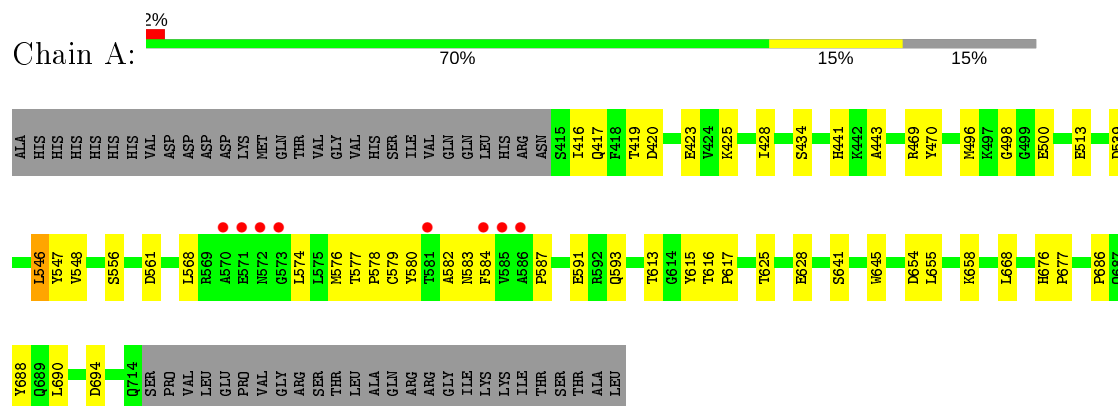 2%
Chain A:
70% 15% 15%
ALA HIS HIS HIS HIS HIS HIS VAL ASP ASP ASP ASP LYS MET GLN THR VAL GLY VAL HIS SER ILE VAL GLN GLN LEU HIS ARG ASN S415 I416 Q417 F418 T419 D420 E423 V424 K425 I428 S434 H441 K442 A443 R469 Y470 M496 K497 G498 G499 E500 E513 D539
L546 Y547 V548 S556 D561 L568 R569 A570 E571 N572 G573 L574 L575 M576 T577 P578 C579 Y580 T581 A582 N583 F584 V585 A586 P587 E591 R592 Q593 T613 G614 Y615 T616 P617 T625 E628 S641 W645 D654 L655 K658 L668 H676 P677 P686 Q687
Y688 Q689 L690 D694 Q714 SER PRO VAL LEU GLU PRO VAL GLY ARG SER THR LEU ALA GLN ARG ARG GLY ILE LYS LYS ILE THR SER THR ALA LEU